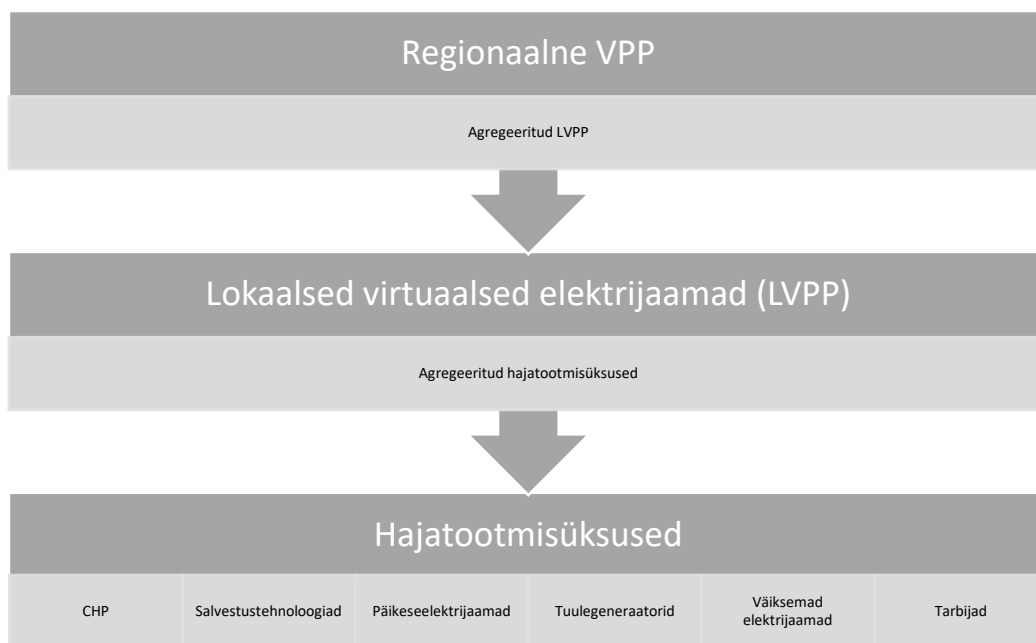 Regionaalne VPP
Agregeeritud LVPP
Lokaalsed virtuaalsed elektrijaamad (LVPP)
Agregeeritud hajatootmisüksused
Hajatootmisüksused
CHP
Salvestustehnoloogiad
Päikeseelektrijaamad
Tuulegeneraatorid
Väiksemad
elektrijaamad
Tarbijad